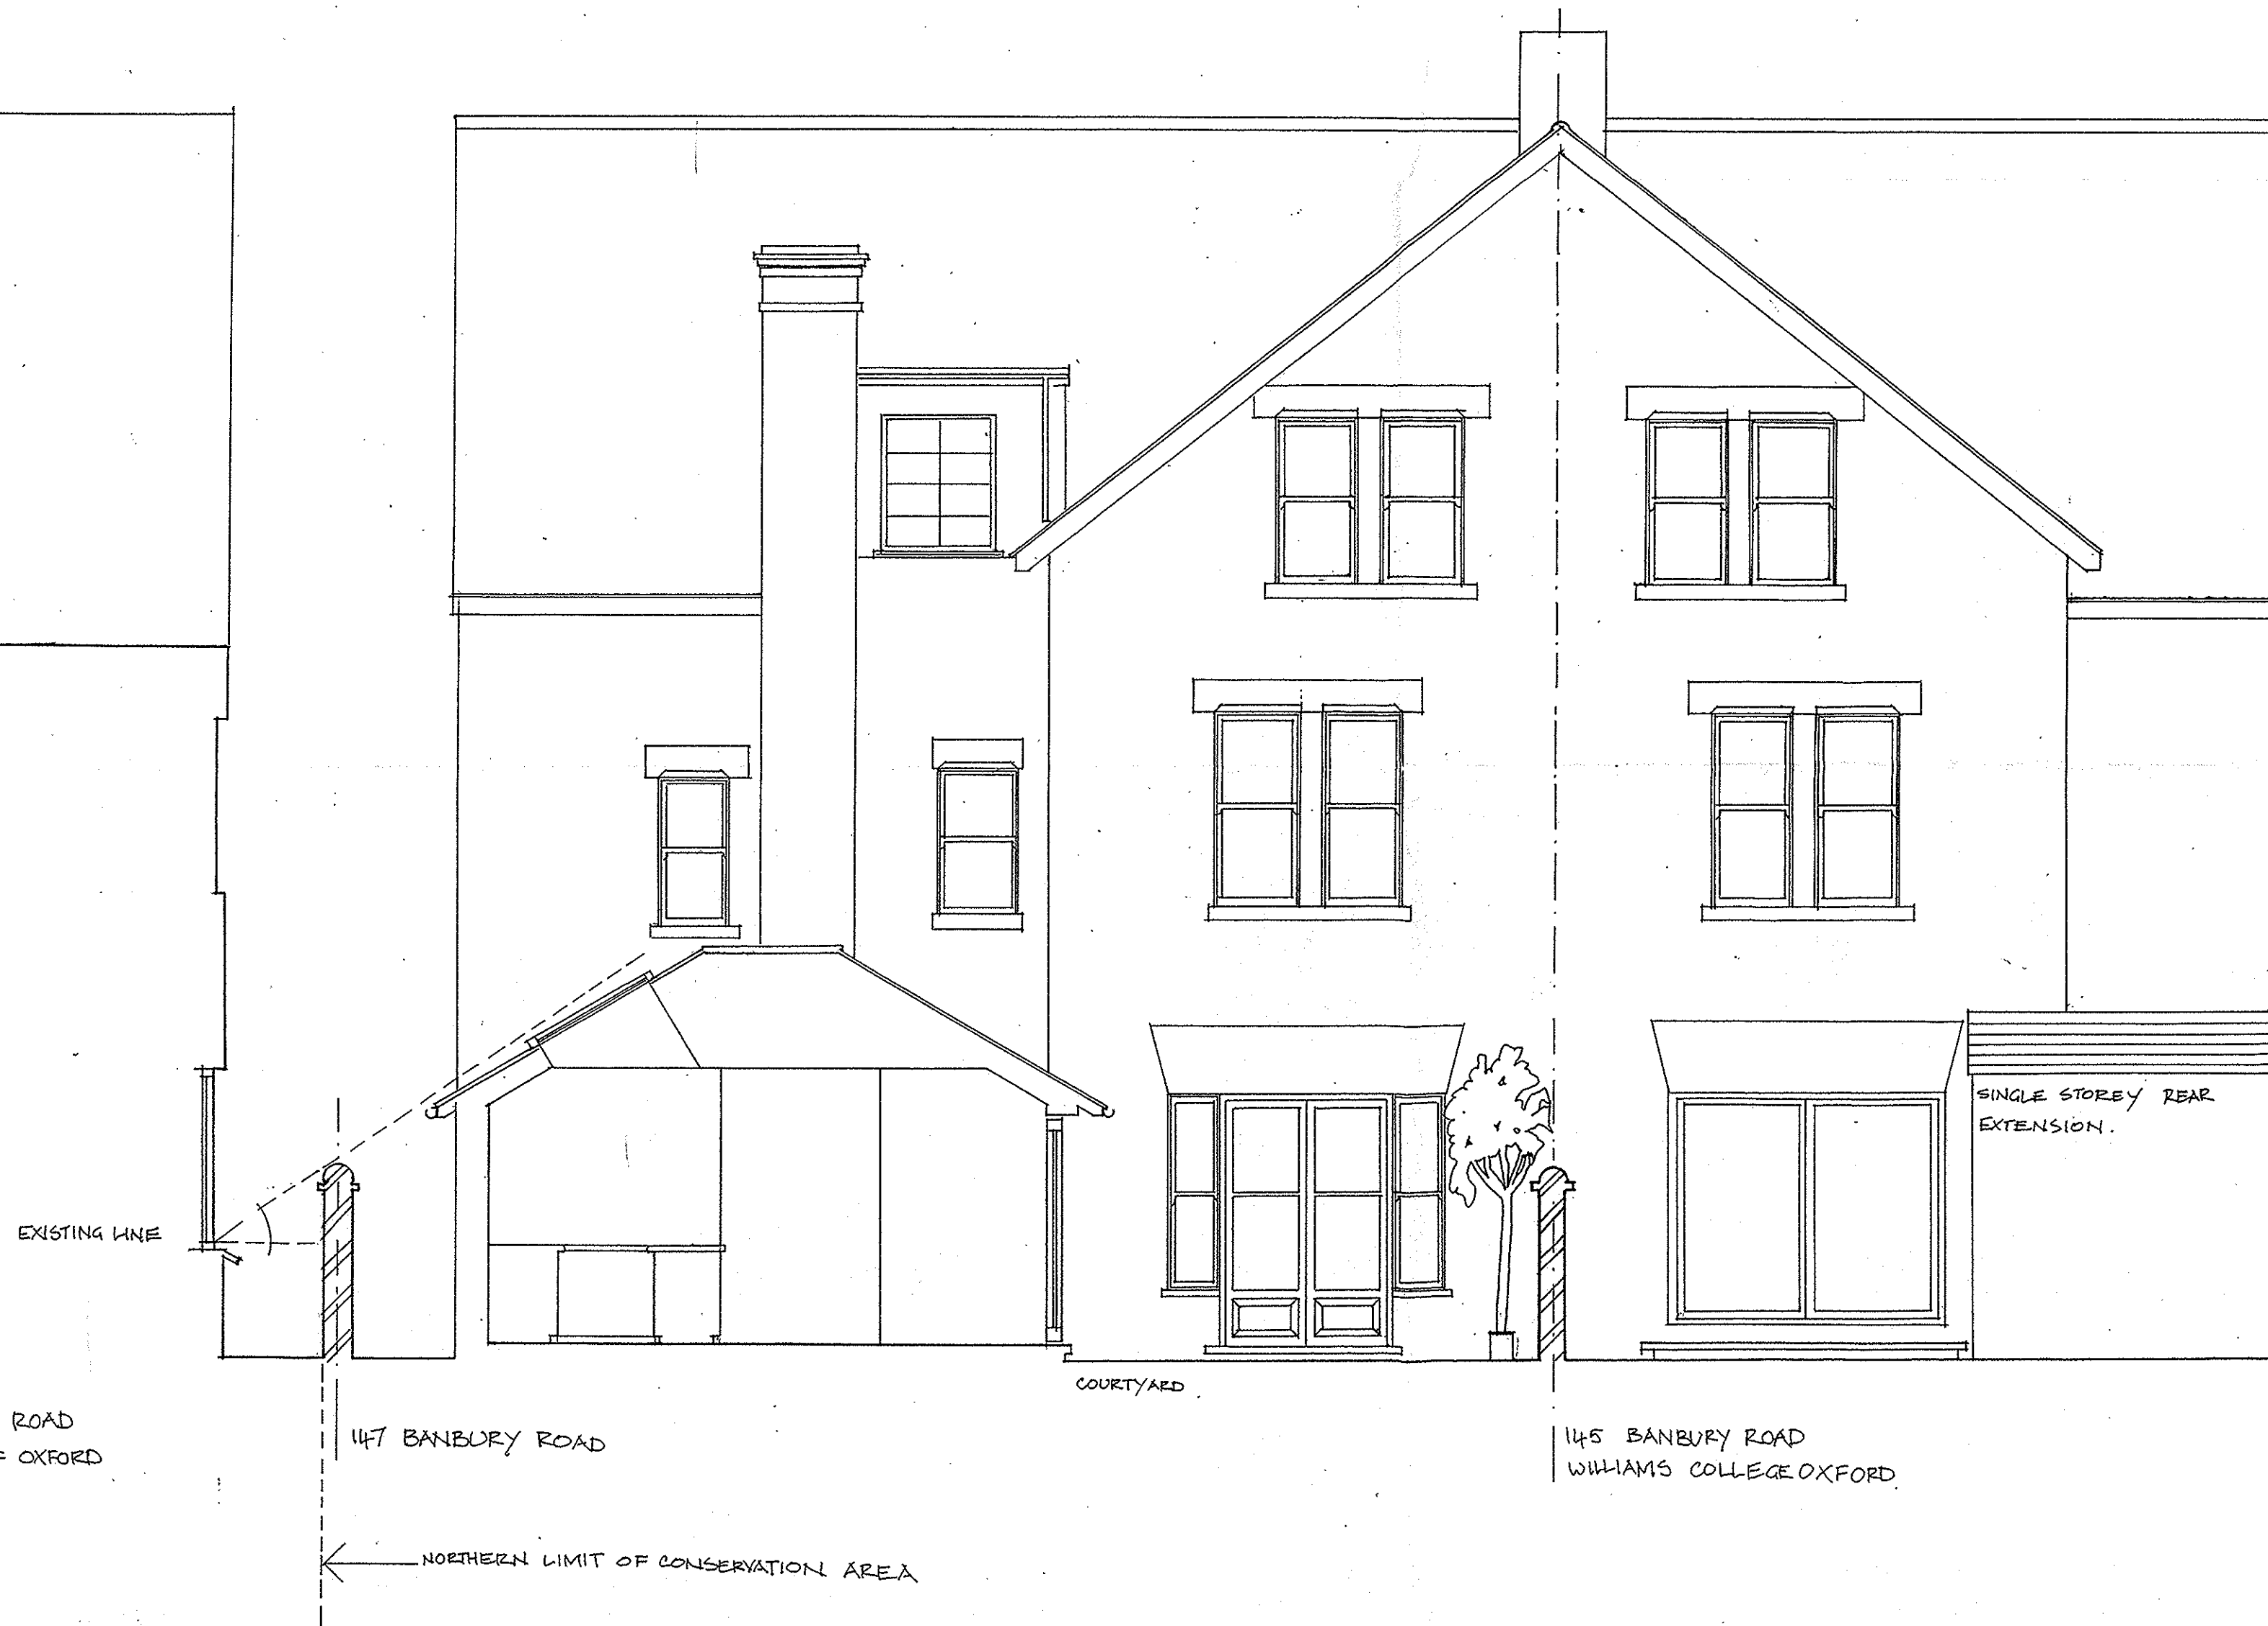 SINGLE STOREY REAR
EXTENSION.
EXISTING LINE
COURTYARD
ROAD
OXFORD
147 BANBURY ROAD
145 BANBURY ROAD
WILLIAMS COLLEGE OXFORD
NORTHERN LIMIT OF CONSERVATION AREA